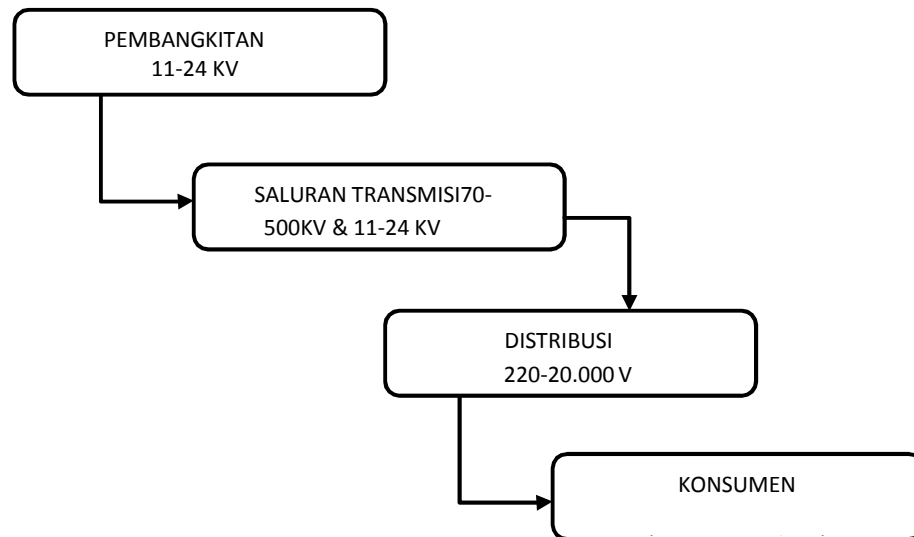 PEMBANGKITAN
11-24 KV
SALURAN TRANSMISI70-
500KV & 11-24 KV
DISTRIBUSI
220-20.000 V
KONSUMEN